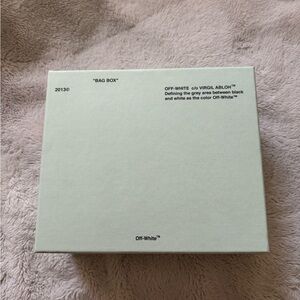 "BAG BOX"
2013© OFF-WHITE c/o VIRGIL ABLOH™
Defining the grey area between black
and white as the color Off-White™
Off-White™